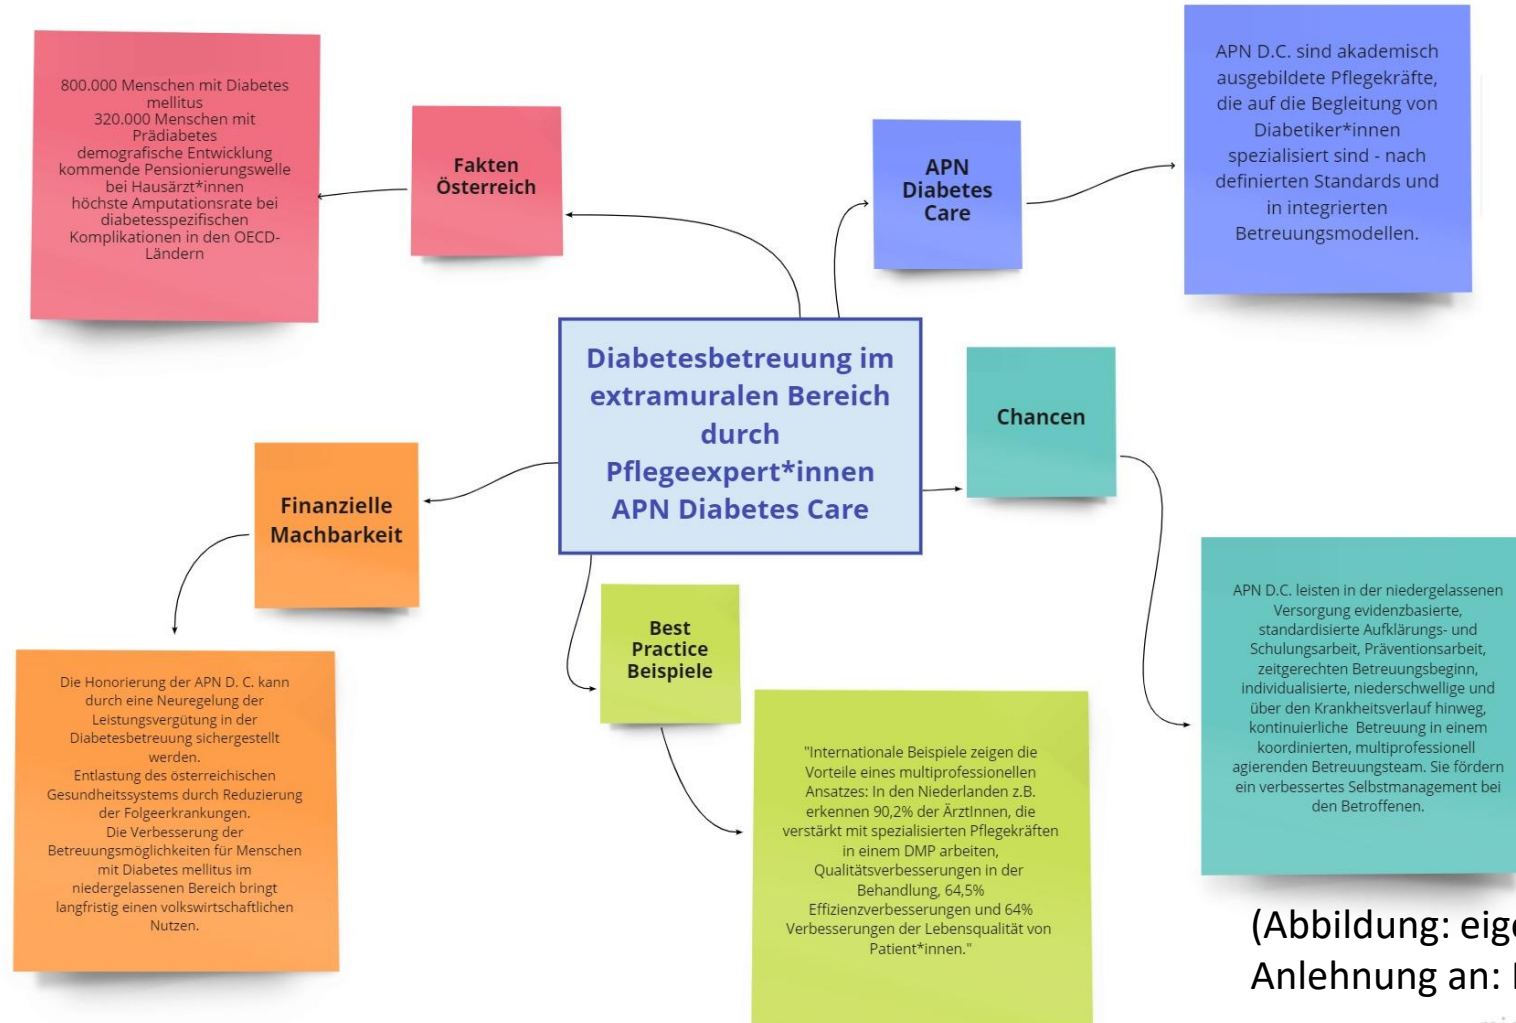 800.000 Menschen mit Diabetes
mellitus
320.000 Menschen mit
Prädiabetes
demografische Entwicklung
kommende Pensionierungswelle
bei Hausärzt*innen
höchste Amputationsrate bei
diabetesspezifischen
Komplikationen in den OECD-
Ländern
Fakten
Österreich
APN
Diabetes
Care
APN D.C. sind akademisch
ausgebildete Pflegekräfte,
die auf die Begleitung von
Diabetiker*innen
spezialisiert sind - nach
definierten Standards und
in integrierten
Betreuungsmodellen.
Diabetesbetreuung im
extramuralen Bereich
durch
Pflegeexpert*innen
APN Diabetes Care
Chancen
APN D.C. leisten in der niedergelassenen
Versorgung evidenzbasierte,
standardisierte Aufklärungs- und
Schulungsarbeit, Präventionsarbeit,
zeitgerechten Betreuungsbeginn,
individualisierte, niederschwellige und
über den Krankheitsverlauf hinweg,
kontinuierliche Betreuung in einem
koordinierten, multiprofessionell
agierenden Betreuungsteam. Sie fördern
ein verbessertes Selbstmanagement bei
den Betroffenen.
Finanzielle
Machbarkeit
Die Honorierung der APN D. C. kann
durch eine Neuregelung der
Leistungsvergütung in der
Diabetesbetreuung sichergestellt
werden.
Entlastung des österreichischen
Gesundheitssystems durch Reduzierung
der Folgeerkrankungen.
Die Verbesserung der
Betreuungsmöglichkeiten für Menschen
mit Diabetes mellitus im
niedergelassenen Bereich bringt
langfristig einen volkswirtschaftlichen
Nutzen.
Best
Practice
Beispiele
"Internationale Beispiele zeigen die
Vorteile eines multiprofessionellen
Ansatzes: In den Niederlanden z.B.
erkennen 90,2% der ÄrztInnen, die
verstärkt mit spezialisierten Pflegekräften
in einem DMP arbeiten,
Qualitätsverbesserungen in der
Behandlung, 64,5%
Effizienzverbesserungen und 64%
Verbesserungen der Lebensqualität von
Patient*innen."
(Abbildung:
Anlehnung an: